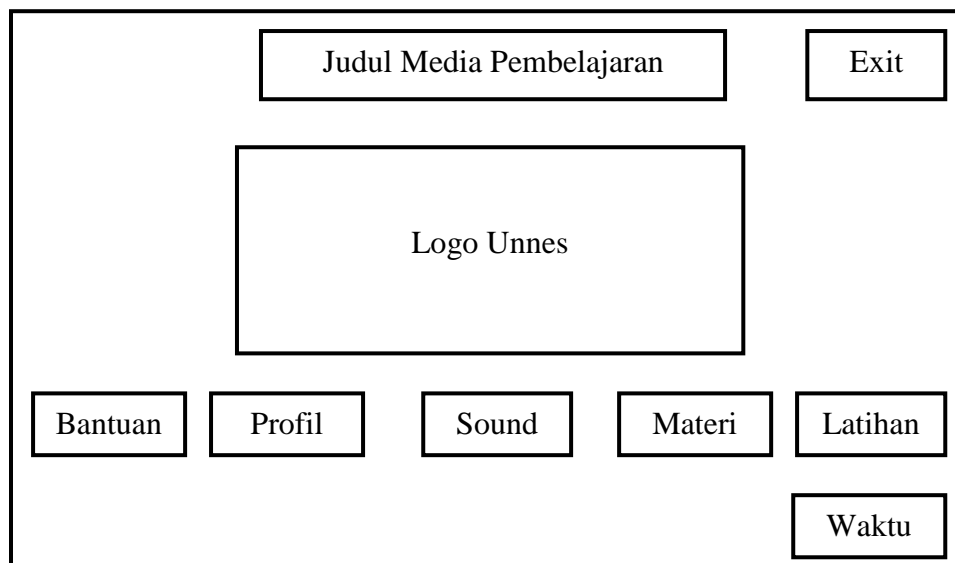 Judul Media Pembelajaran
Exit
Logo Unnes
Bantuan
Profil
Sound
Materi
Latihan
Waktu